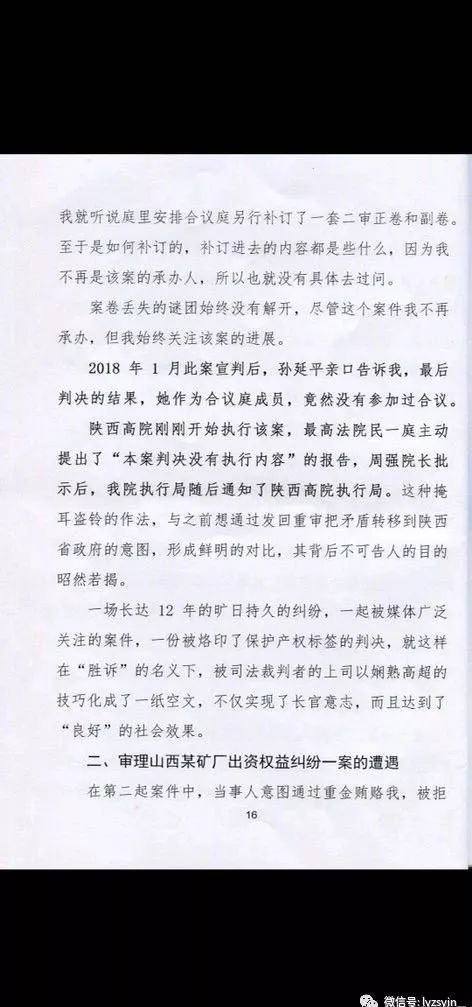 我就听说庭里安排合议庭另行补订了一套二审正卷和副卷。
至于是如何补订的，补订进去的内容都是些什么，因为我
不再是该案的承办人，所以也就没有具体去过问。
案卷丢失的谜团始终没有解开，尽管这个案件我不再
承办，但我始终关注该案的进展。
2018 年 1 月此案宣判后，孙延平亲口告诉我，最后
判决的结果，她作为合议庭成员，竟然没有参加过合议。
陕西高院刚刚开始执行该案，最高法院民一庭主动
提出了“本案判决没有执行内容”的报告，周强院长批
示后，我院执行局随后通知了陕西高院执行局。这种掩
耳盗铃的作法，与之前想通过发回重审把矛盾转移到陕西
省政府的意图，形成鲜明的对比，其背后不可告人的目的
昭然若揭。
一场长达 12 年的旷日持久的纠纷，一起被媒体广泛
关注的案件，一份被烙印了保护产权标签的判决，就这样
在“胜诉”的名义下，被司法裁判者的上司以娴熟高超的
技巧化成了一纸空文，不仅实现了长官意志，而且达到了
“良好”的社会效果。
二、审理山西某矿厂出资权益纠纷一案的遭遇
在第二起案件中，当事人意图通过重金贿赂我，被拒
16
微信号: lyzsyin